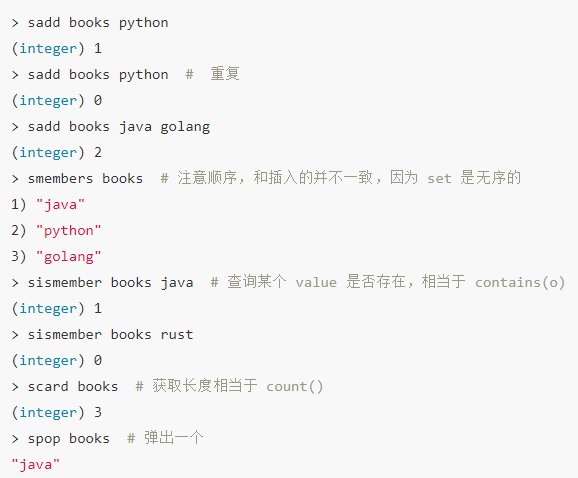 > sadd books python
(integer) 1
> sadd books python  #  重复
(integer) 0
> sadd books java golang
(integer) 2
> smembers books  # 注意顺序，和插入的并不一致，因为 set 是无序的
1) "java"
2) "python"
3) "golang"
> sismember books java  # 查询某个 value 是否存在，相当于 contains(o)
(integer) 1
> sismember books rust
(integer) 0
> scard books  # 获取长度相当于 count()
(integer) 3
> spop books  # 弹出一个
"java"